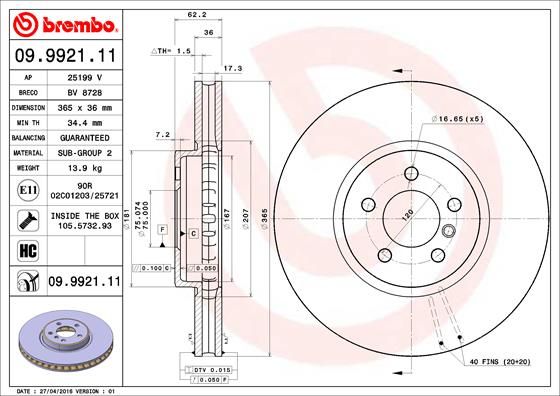 brembo
09.9921.11
AP 25199 V
BRECO BV 8728
DIMENSION 365 x 36 mm
MIN TH 34.4 mm
BALANCING GUARANTEED
MATERIAL SUB-GROUP 2
WEIGHT 13.9 kg
E11 90R
02C01203/25721
INSIDE THE BOX
105.5732.93
HC
09.9921.11
62.2
36
△TH= 1.5
17.3
7.2
Ø16.65(x5)
120
Ø181
Ø75.074
Ø75.000
F
C
Ø167
Ø207
Ø365
0.100 C
0.050
DTV 0.015
0.050 F
40 FINS (20+20)
DATE : 27/04/2016 VERSION : 01